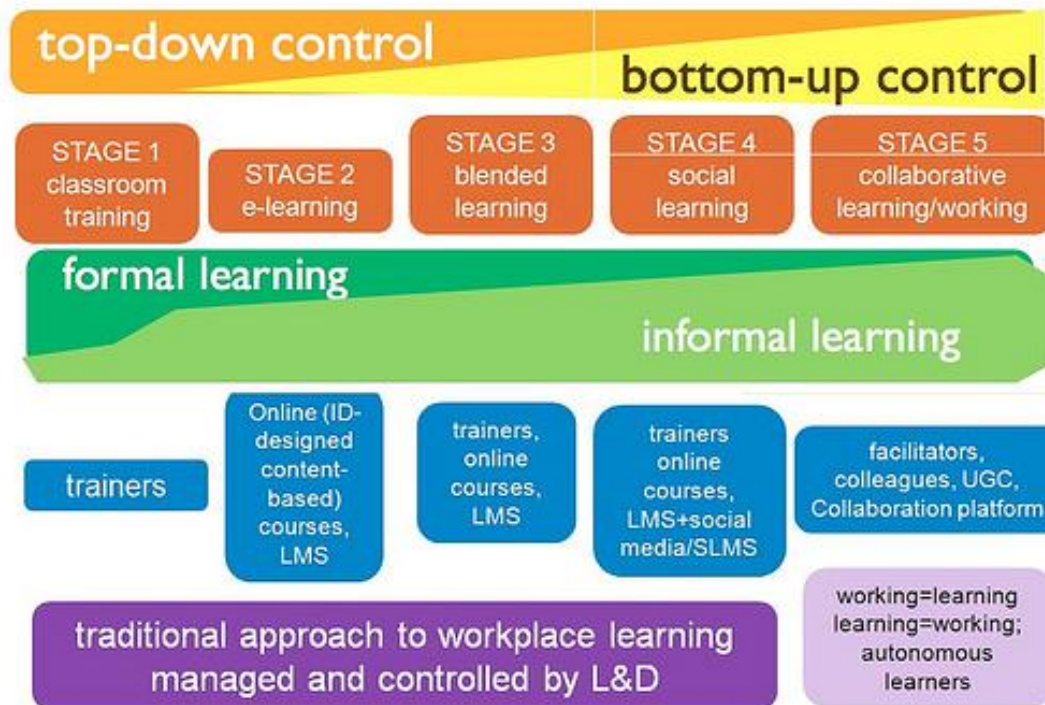 top-down control
bottom-up control
STAGE 1
classroom
training
STAGE 2
e-learning
STAGE 3
blended
learning
STAGE 4
social
learning
STAGE 5
collaborative
learning/working
formal learning
informal learning
trainers
Online (ID-
designed
content-
based)
courses,
LMS
trainers,
online
courses,
LMS
trainers
online
courses,
LMS+social
media/SLMS
facilitators,
colleagues, UGC,
Collaboration platform
traditional approach to workplace learning
managed and controlled by L&D
working=learning
learning=working;
autonomous
learners